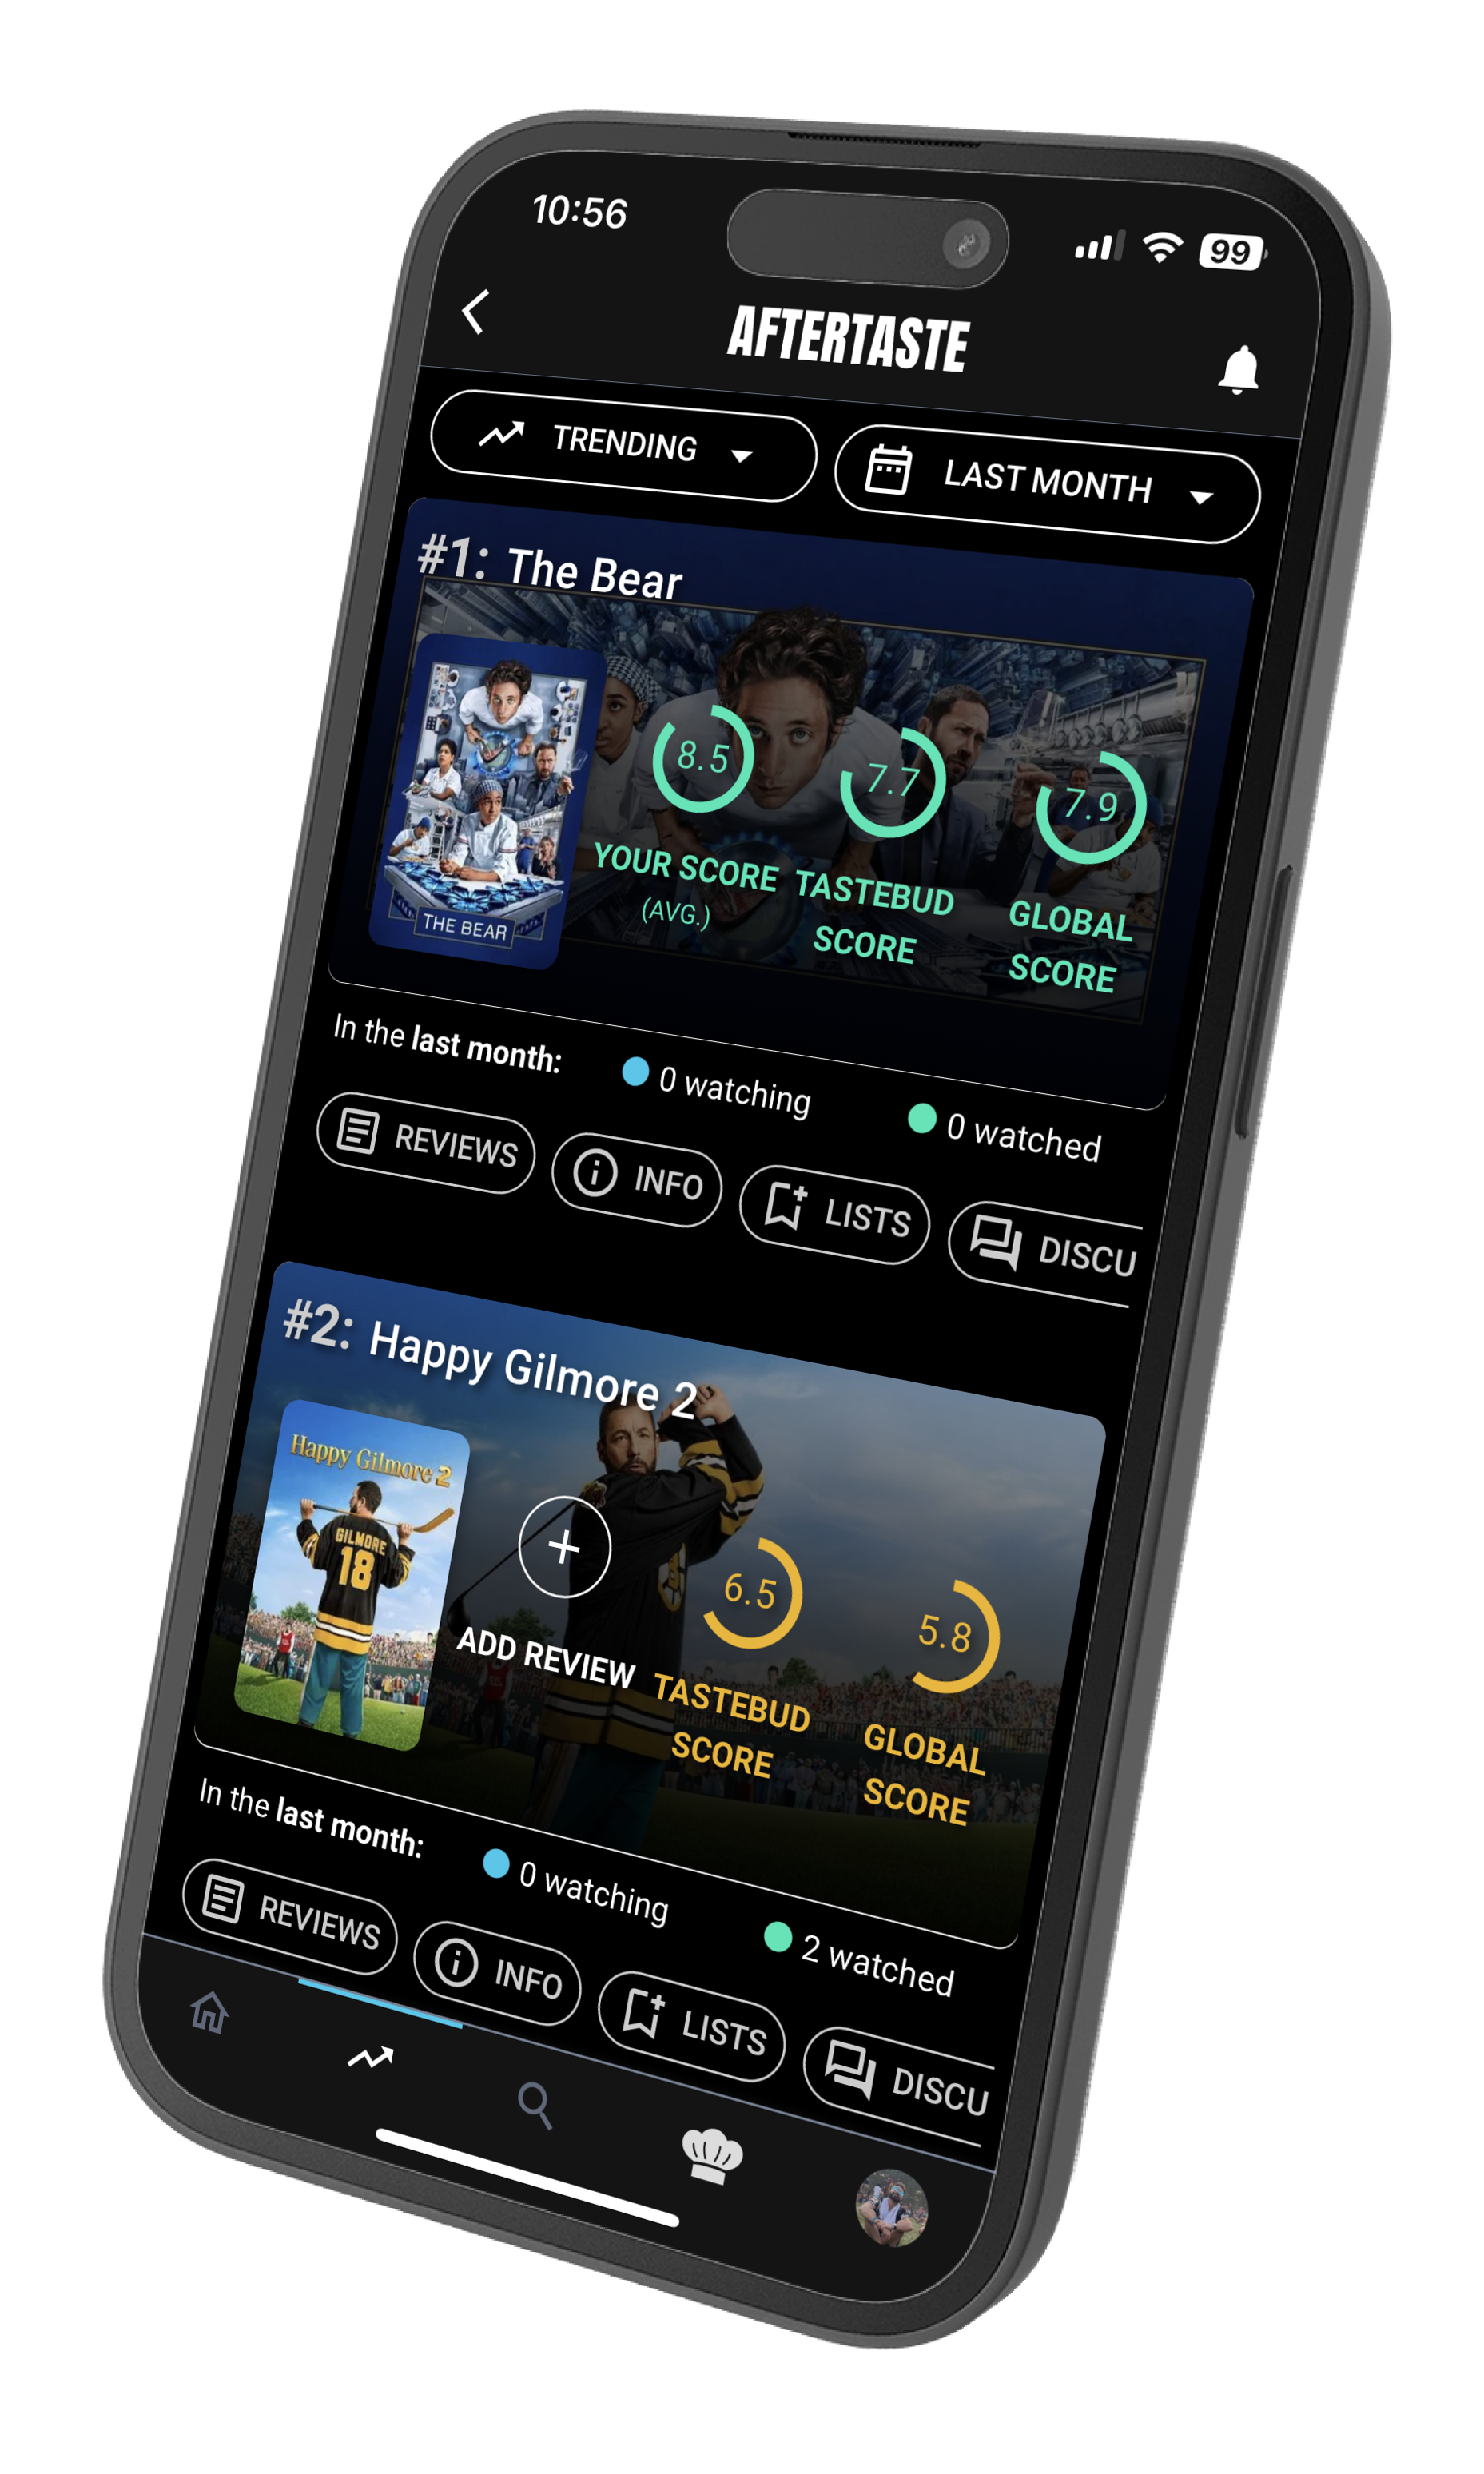 10:56
99
AFTERTASTE
TRENDING
LAST MONTH
#1: The Bear
8.5
7.7
7.9
YOUR SCORE
(AVG.)
TASTEBUD
SCORE
GLOBAL
SCORE
THE BEAR
In the last month:
0 watching
0 watched
REVIEWS
INFO
LISTS
DISCU
#2: Happy Gilmore 2
Happy Gilmore 2
GILMORE
18
+
ADD REVIEW
6.5
TASTEBUD
SCORE
5.8
GLOBAL
SCORE
In the last month:
0 watching
2 watched
REVIEWS
INFO
LISTS
DISCU